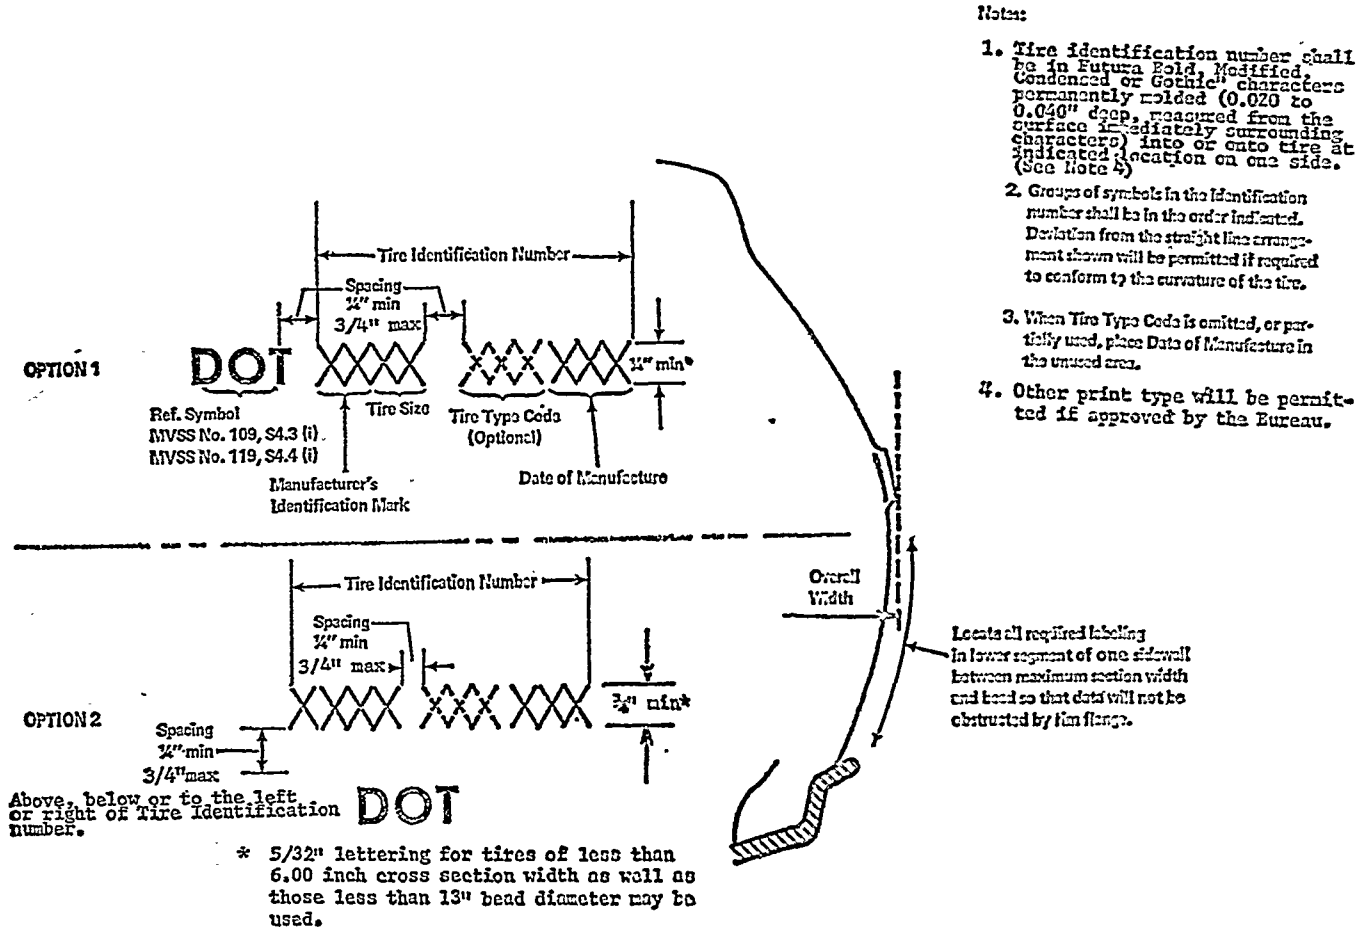 Notes:
1. Tire identification number shall
be in Futura Bold, Modified,
Condensed or Gothic" characters
permanently molded (0.020 to
0.040" deep, measured from the
surface immediately surrounding
characters) into or onto tire at
indicated location on one side.
(See Note 4)
2. Groups of symbols in the identification
number shall be in the order indicated.
Deviation from the straight line arrange-
ment shown will be permitted if required
to conform to the curvature of the tire.
3. When Tire Type Code is omitted, or par-
tially used, place Date of Manufacture in
the unused area.
4. Other print type will be permit-
ted if approved by the Bureau.
Tire Identification Number
Spacing
¼" min
3/4" max
OPTION 1
DOT
¼" min*
Ref. Symbol
MVSS No. 109, S4.3 (i)
MVSS No. 119, S4.4 (i)
Tire Size
Tire Type Code
(Optional)
Manufacturer's
Identification Mark
Date of Manufacture
Tire Identification Number
Spacing
¼" min
3/4" max
OPTION 2
min*
Spacing
¼" min
3/4" max
Above, below or to the left
or right of Tire Identification
number.
DOT
* 5/32" lettering for tires of less than
6.00 inch cross section width as well as
those less than 13" bead diameter may be
used.
Overall
Width
Locate all required labeling
in lower segment of one sidewall
between maximum section width
and bead so that data will not be
obstructed by rim flange.